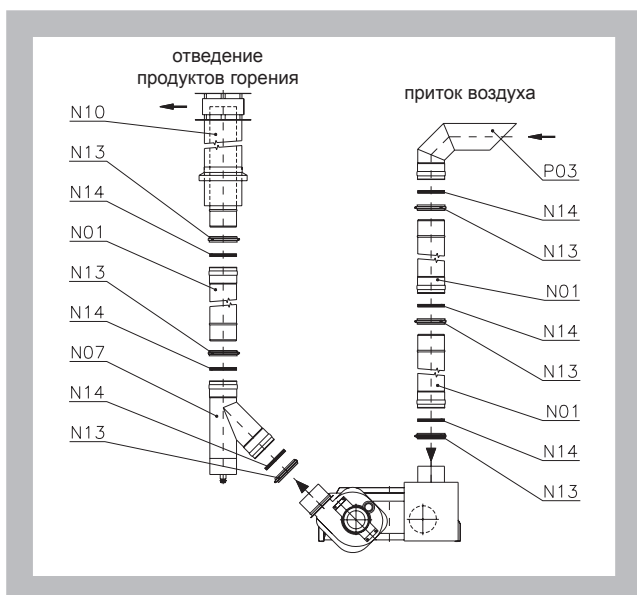 отведение
продуктов горения
N10
N13
N14
N01
N13
N14
N07
N14
N13
приток воздуха
P03
N14
N13
N01
N14
N13
N01
N14
N13